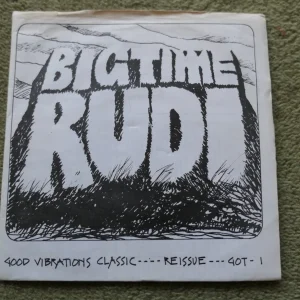 BIG TIME
RUDI
GOOD VIBRATIONS CLASSIC---- REISSUE --- GOT-1